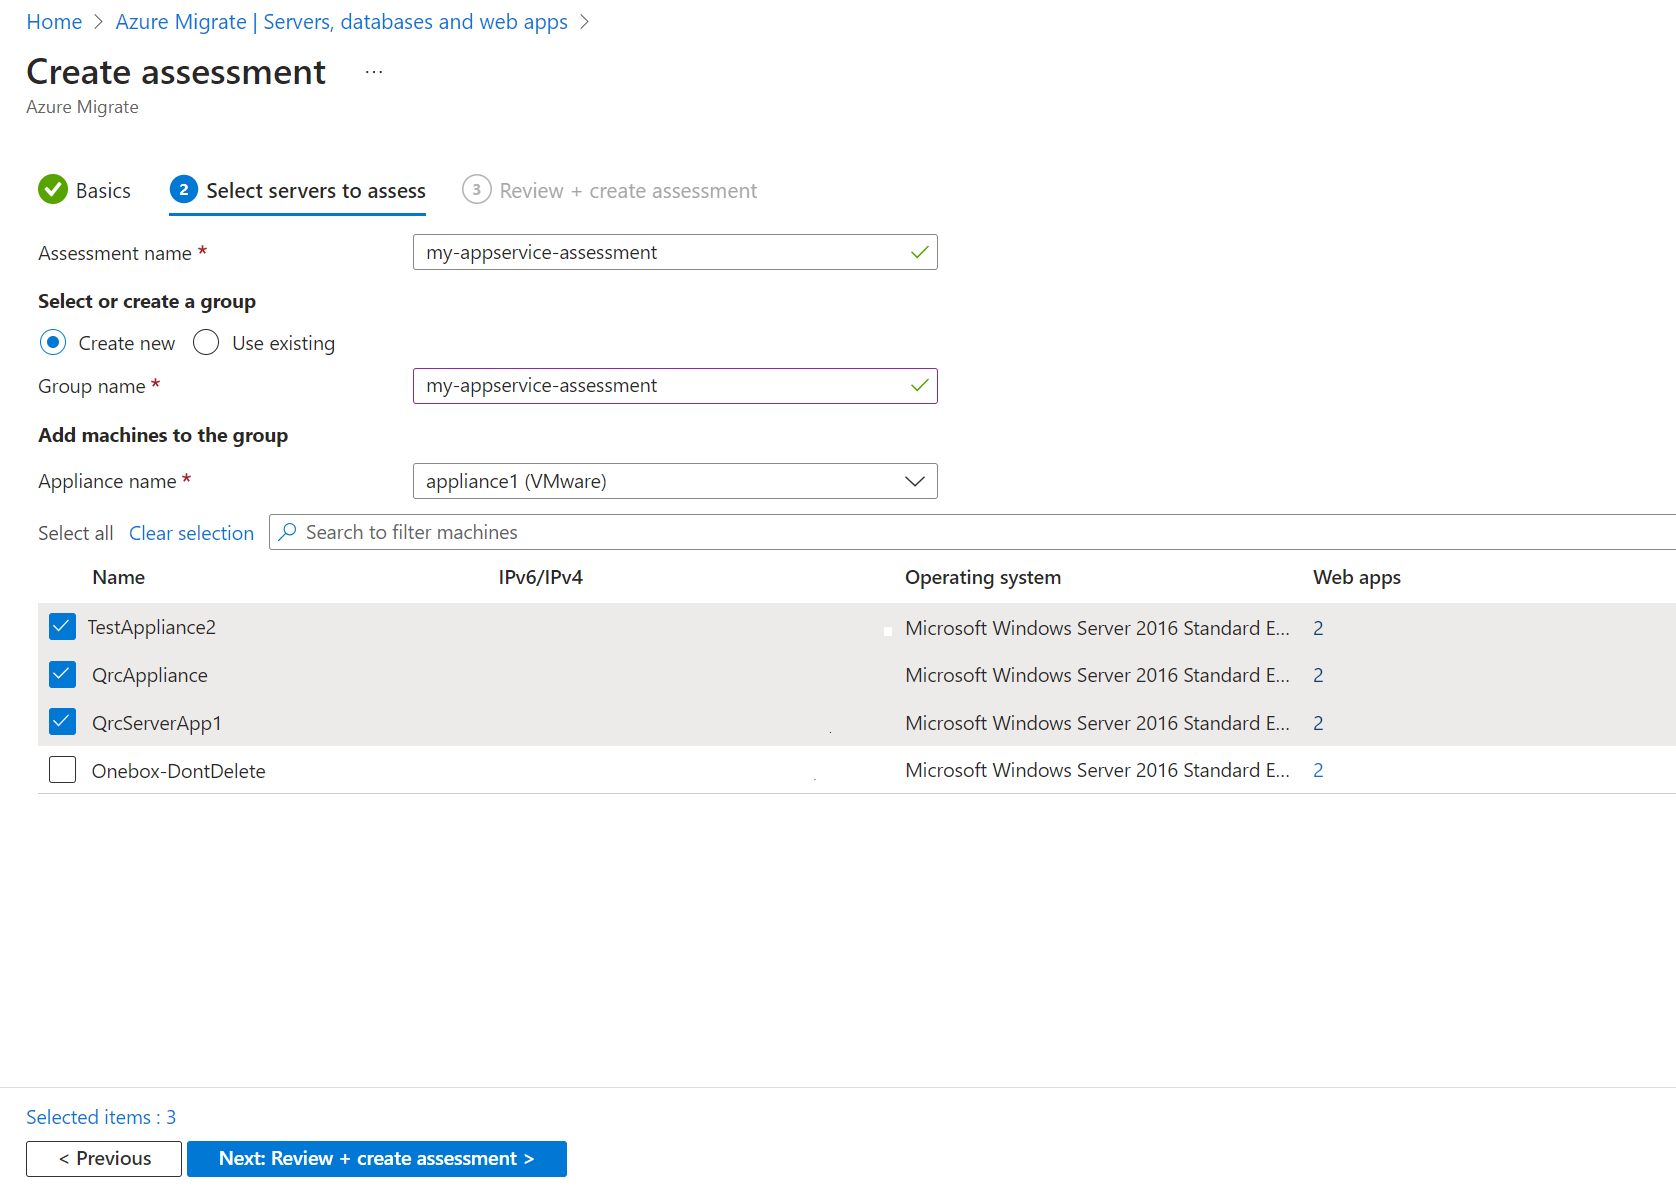 Home > Azure Migrate | Servers, databases and web apps >
Create assessment ...
Azure Migrate
Basics 2 Select servers to assess 3 Review + create assessment
Assessment name * my-appservice-assessment
Select or create a group
Create new Use existing
Group name * my-appservice-assessment
Add machines to the group
Appliance name * appliance1 (VMware)
Select all Clear selection Search to filter machines
Name IPv6/IPv4 Operating system Web apps
TestAppliance2 Microsoft Windows Server 2016 Standard E... 2
QrcAppliance Microsoft Windows Server 2016 Standard E... 2
QrcServerApp1 Microsoft Windows Server 2016 Standard E... 2
Onebox-DontDelete Microsoft Windows Server 2016 Standard E... 2
Selected items : 3
< Previous Next: Review + create assessment >